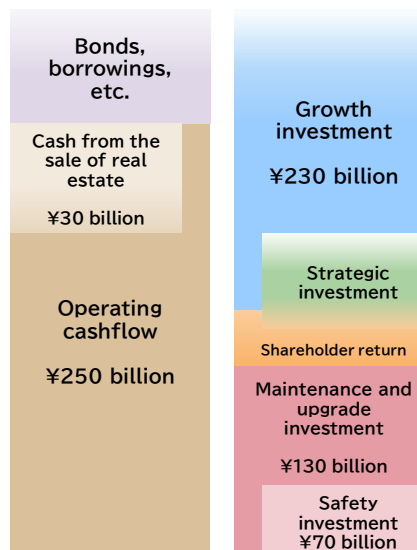 Bonds,
borrowings,
etc.
Cash from the
sale of real
estate
¥30 billion
Operating
cashflow
¥250 billion
Growth
investment
¥230 billion
Strategic
investment
Shareholder return
Maintenance and
upgrade
investment
¥130 billion
Safety
investment
¥70 billion